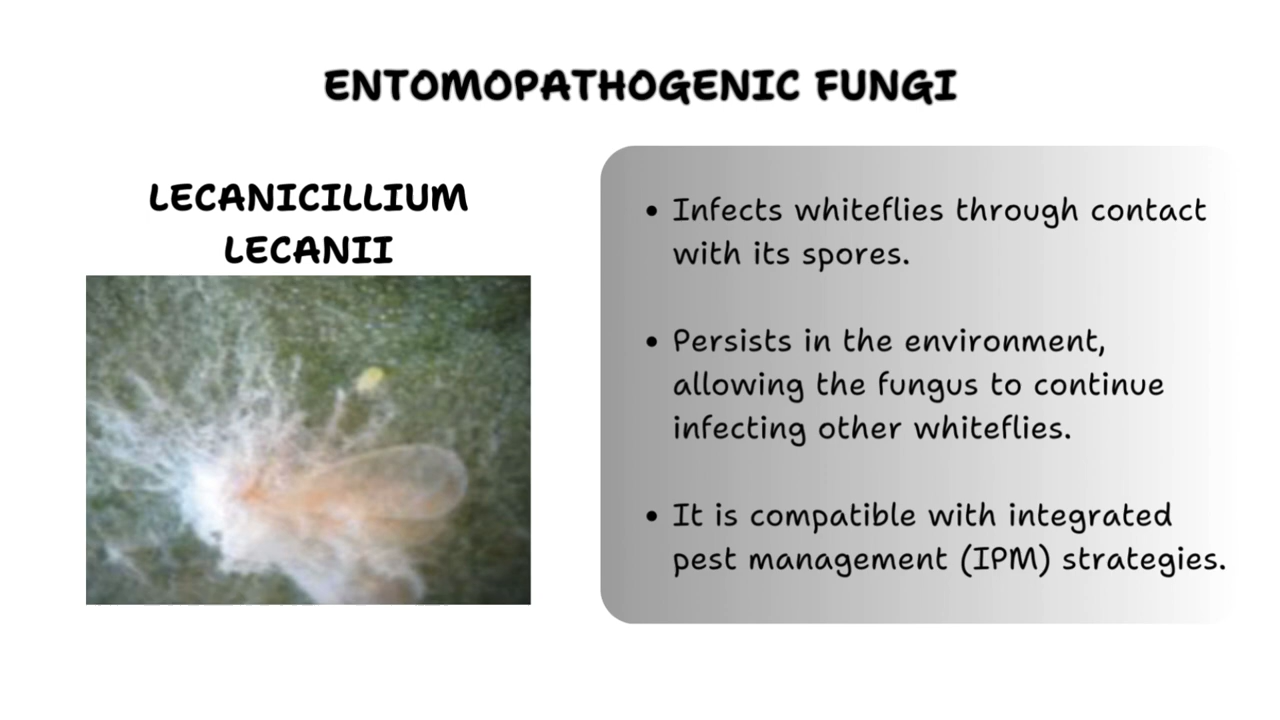 ENTOMOPATHOGENIC FUNGI
LECANICILLIUM
LECANII
• Infects whiteflies through contact
with its spores.
• Persists in the environment,
allowing the fungus to continue
infecting other whiteflies.
• It is compatible with integrated
pest management (IPM) strategies.